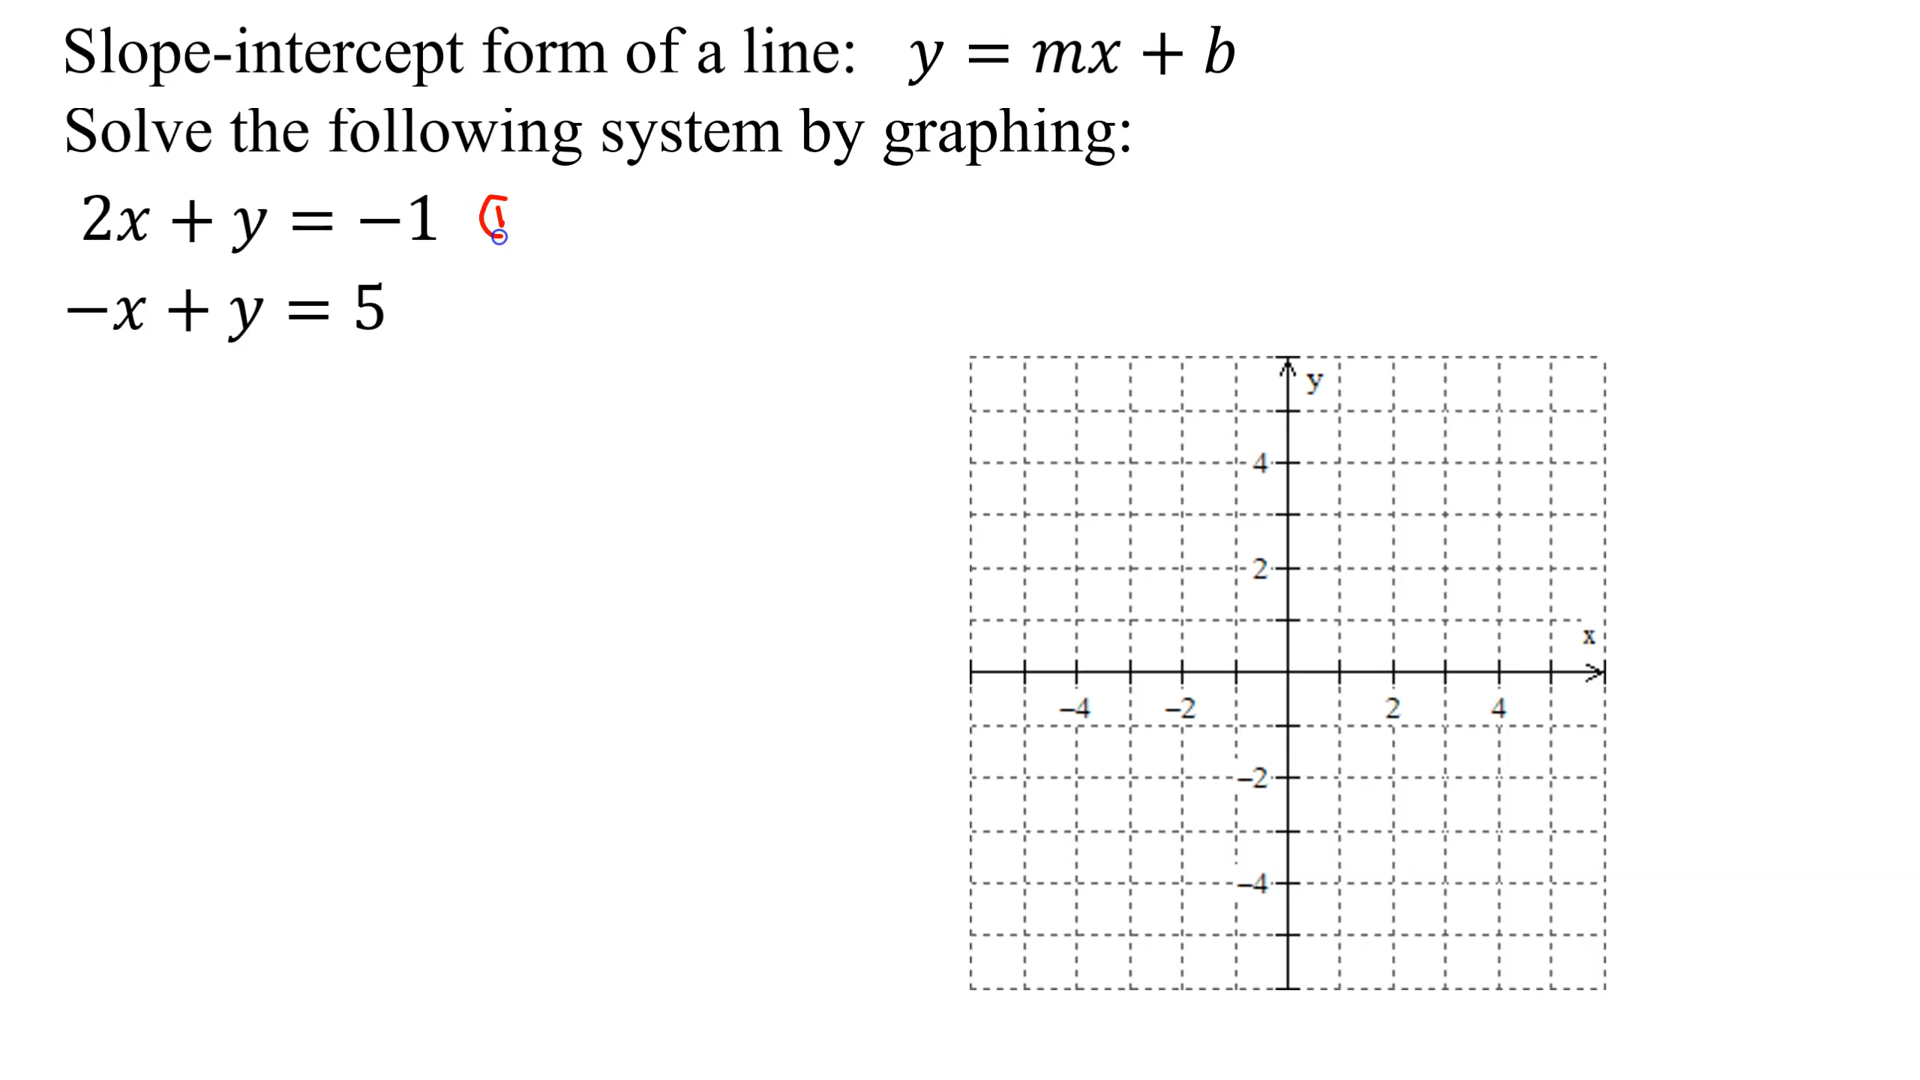 Slope-intercept form of a line: y = mx + b
Solve the following system by graphing:
2x + y = −1
−x + y = 5
y
4
2
x
−4 −2 2 4
−2
−4